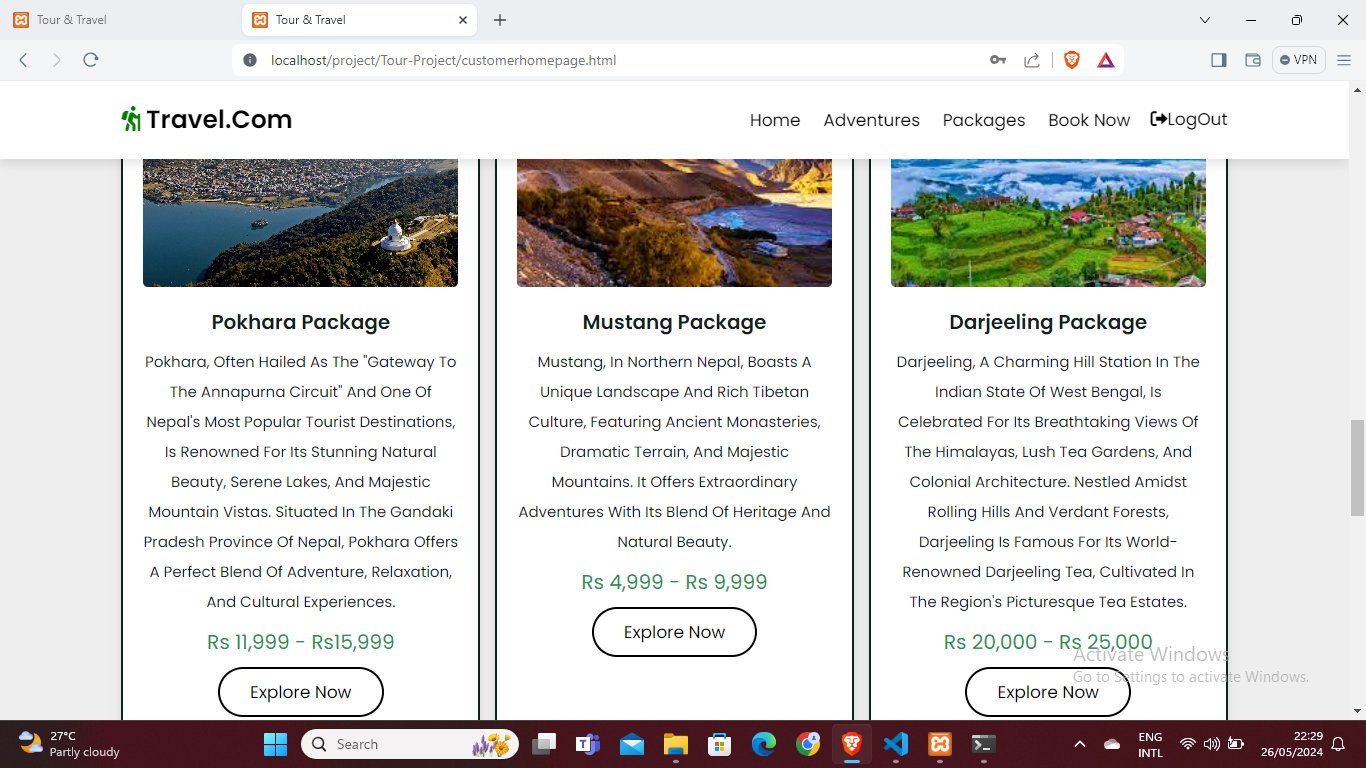 Tour & Travel
Tour & Travel
localhost/project/Tour-Project/customerhomepage.html
VPN
Travel.Com
Home
Adventures
Packages
Book Now
LogOut
Pokhara Package
Pokhara, Often Hailed As The "Gateway To
The Annapurna Circuit" And One Of
Nepal's Most Popular Tourist Destinations,
Is Renowned For Its Stunning Natural
Beauty, Serene Lakes, And Majestic
Mountain Vistas. Situated In The Gandaki
Pradesh Province Of Nepal, Pokhara Offers
A Perfect Blend Of Adventure, Relaxation,
And Cultural Experiences.
Rs 11,999 - Rs15,999
Explore Now
Mustang Package
Mustang, In Northern Nepal, Boasts A
Unique Landscape And Rich Tibetan
Culture, Featuring Ancient Monasteries,
Dramatic Terrain, And Majestic
Mountains. It Offers Extraordinary
Adventures With Its Blend Of Heritage And
Natural Beauty.
Rs 4,999 - Rs 9,999
Explore Now
Darjeeling Package
Darjeeling, A Charming Hill Station In The
Indian State Of West Bengal, Is
Celebrated For Its Breathtaking Views Of
The Himalayas, Lush Tea Gardens, And
Colonial Architecture. Nestled Amidst
Rolling Hills And Verdant Forests,
Darjeeling Is Famous For Its World-
Renowned Darjeeling Tea, Cultivated In
The Region's Picturesque Tea Estates.
Rs 20,000 - Rs 25,000
Explore Now
Activate Windows
Go to Settings to activate Windows.
27°C
Partly cloudy
Search
ENG
INTL
22:29
26/05/2024